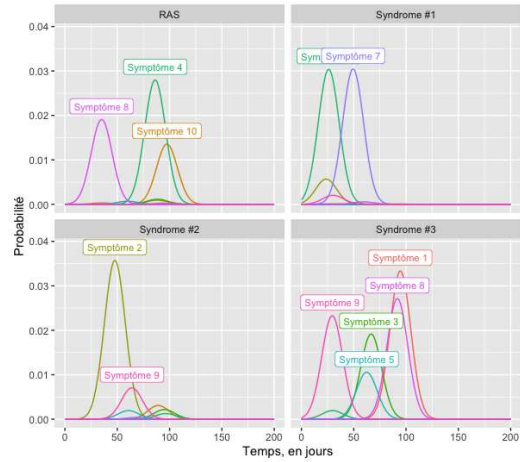 RAS
Syndrome #1
0.04
0.03
0.02
0.01
0.00
Symptôme 4
Symptôme 8
Symptôme 10
Sym
Symptôme 7
Probabilité
Syndrome #2
Syndrome #3
0.04
0.03
0.02
0.01
0.00
Symptôme 2
Symptôme 9
Symptôme 1
Symptôme 8
Symptôme 9
Symptôme 3
Symptôme 5
0 50 100 150 200 0 50 100 150 200
Temps, en jours